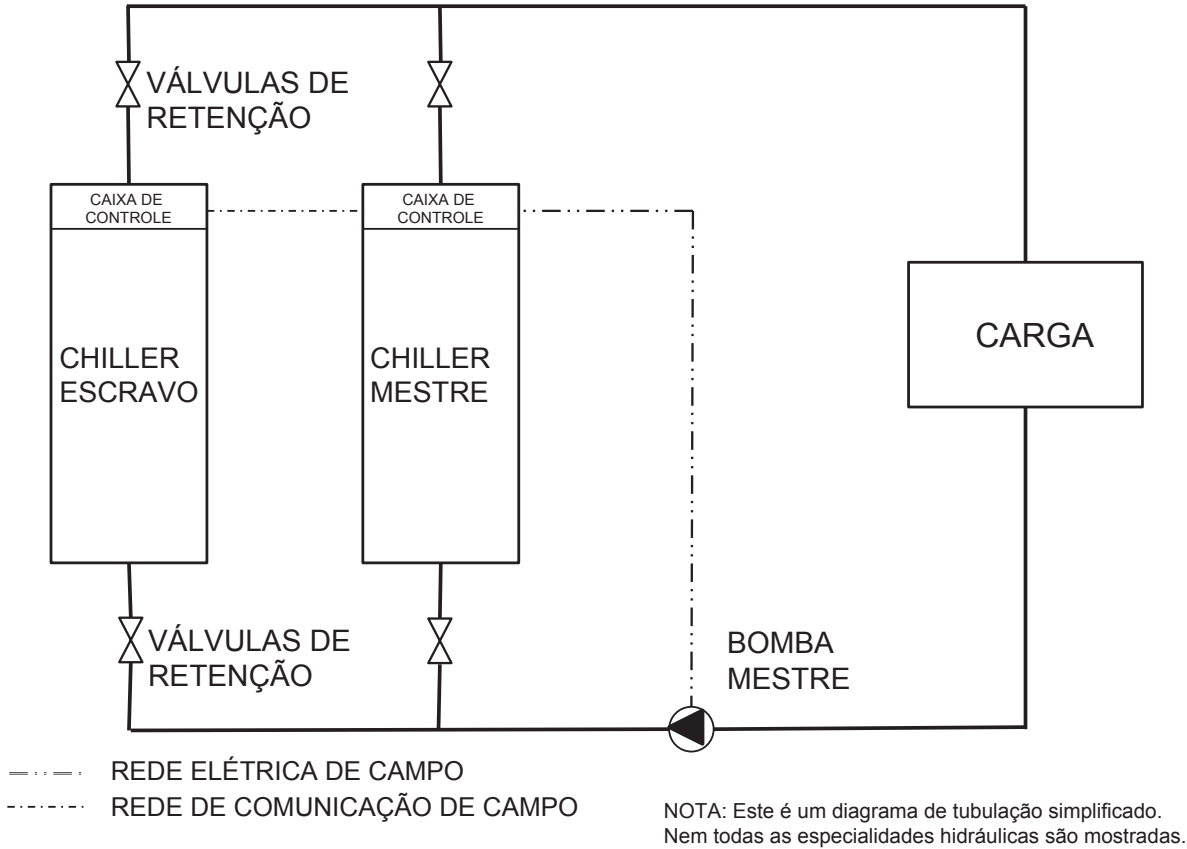 VÁLVULAS DE
RETENÇÃO
CAIXA DE
CONTROLE
CAIXA DE
CONTROLE
CHILLER
ESCRAVO
CHILLER
MESTRE
CARGA
VÁLVULAS DE
RETENÇÃO
BOMBA
MESTRE
REDE ELÉTRICA DE CAMPO
REDE DE COMUNICAÇÃO DE CAMPO
NOTA: Este é um diagrama de tubulação simplificado.
Nem todas as especialidades hidráulicas são mostradas.